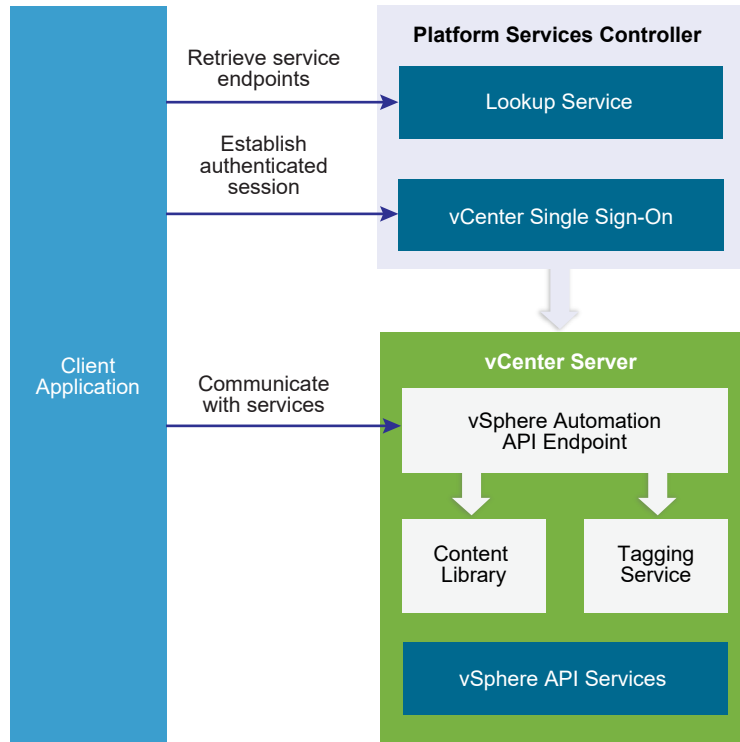 Platform Services Controller
Retrieve service
endpoints
Lookup Service
Establish
authenticated
session
vCenter Single Sign-On
Client
Application
vCenter Server
Communicate
with services
vSphere Automation
API Endpoint
Content
Library
Tagging
Service
vSphere API Services